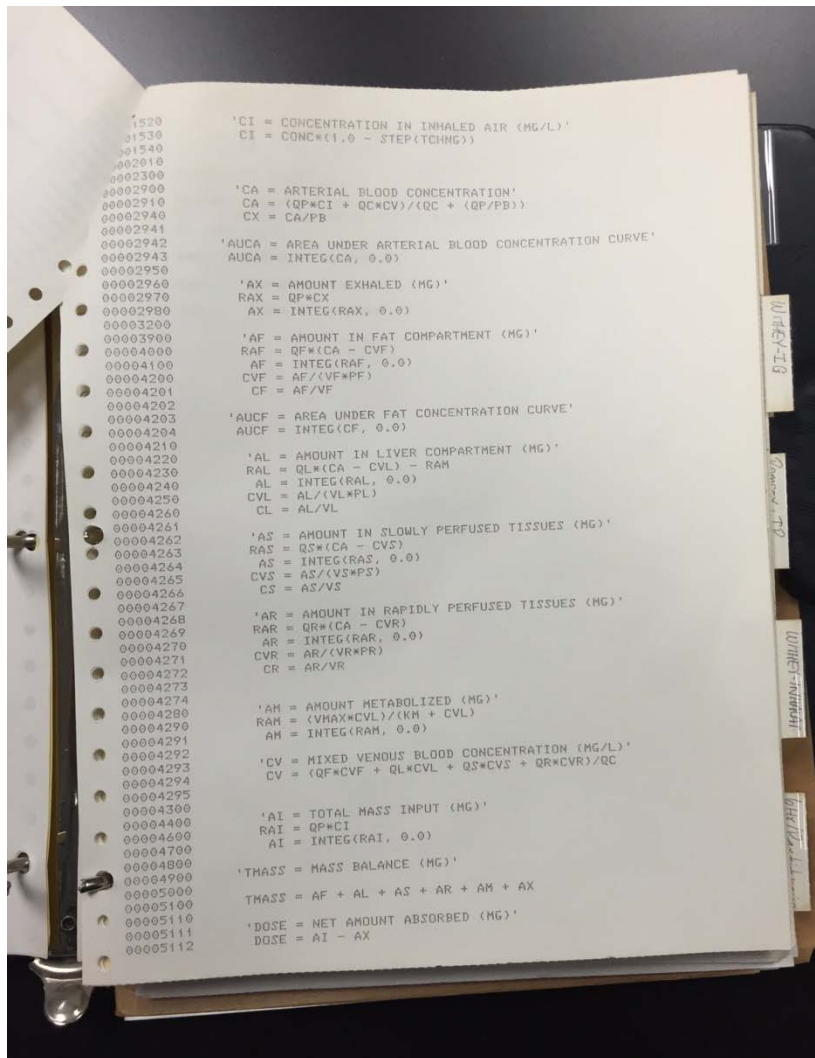 1520 'CI = CONCENTRATION IN INHALED AIR (MG/L)'
01530 CI = CONC*(1.0 - STEP(TCHNG))
001540
0002010
00002300
00002900 'CA = ARTERIAL BLOOD CONCENTRATION'
00002910 CA = (QP*CI + QC*CV)/(QC + (QP/PB))
00002940 CX = CA/PB
00002941
00002942 'AUCA = AREA UNDER ARTERIAL BLOOD CONCENTRATION CURVE'
00002943 AUCA = INTEG(CA, 0.0)
00002950
00002960 'AX = AMOUNT EXHALED (MG)'
00002970 RAX = QP*CX
00002980 AX = INTEG(RAX, 0.0)
00003200
00003900 'AF = AMOUNT IN FAT COMPARTMENT (MG)'
00004000 RAF = QF*(CA - CVF)
00004100 AF = INTEG(RAF, 0.0)
00004200 CVF = AF/(VF*PF)
00004201 CF = AF/VF
00004202
00004203 'AUCF = AREA UNDER FAT CONCENTRATION CURVE'
00004204 AUCF = INTEG(CF, 0.0)
00004210
00004220 'AL = AMOUNT IN LIVER COMPARTMENT (MG)'
00004230 RAL = QL*(CA - CVL) - RAM
00004240 AL = INTEG(RAL, 0.0)
00004250 CVL = AL/(VL*PL)
00004260 CL = AL/VL
00004261
00004262 'AS = AMOUNT IN SLOWLY PERFUSED TISSUES (MG)'
00004263 RAS = QS*(CA - CVS)
00004264 AS = INTEG(RAS, 0.0)
00004265 CVS = AS/(VS*PS)
00004266 CS = AS/VS
00004267
00004268 'AR = AMOUNT IN RAPIDLY PERFUSED TISSUES (MG)'
00004269 RAR = QR*(CA - CVR)
00004270 AR = INTEG(RAR, 0.0)
00004271 CVR = AR/(VR*PR)
00004272 CR = AR/VR
00004273
00004274
00004280 'AM = AMOUNT METABOLIZED (MG)'
00004290 RAM = (VMAX*CVL)/(KM + CVL)
00004291 AM = INTEG(RAM, 0.0)
00004292
00004293 'CV = MIXED VENOUS BLOOD CONCENTRATION (MG/L)'
00004294 CV = (QF*CVF + QL*CVL + QS*CVS + QR*CVR)/QC
00004295
00004300
00004400 'AI = TOTAL MASS INPUT (MG)'
00004600 RAI = QP*CI
00004700 AI = INTEG(RAI, 0.0)
00004800
00004900 'TMASS = MASS BALANCE (MG)'
00005000
00005100 TMASS = AF + AL + AS + AR + AM + AX
00005110
00005111 'DOSE = NET AMOUNT ABSORBED (MG)'
00005112 DOSE = AI - AX
WITHEY-IG